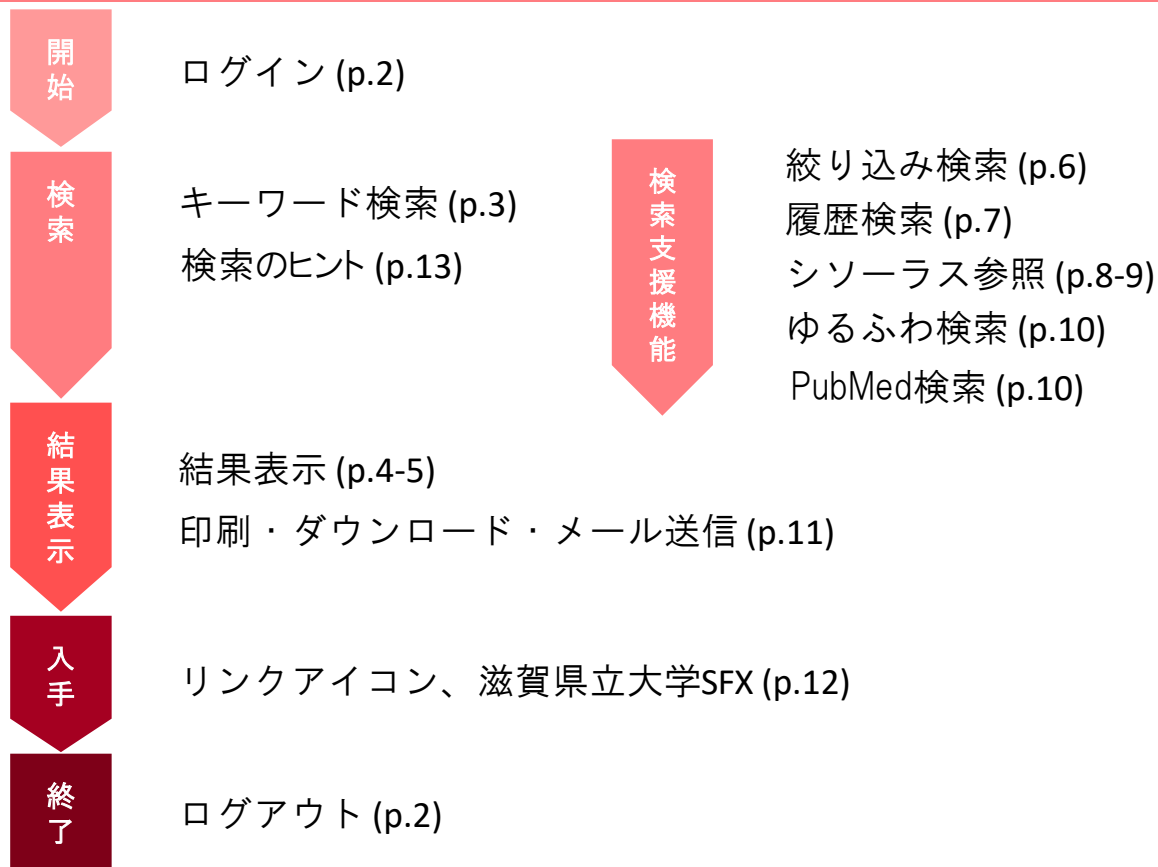 開始
ログイン (p.2)
検索
キーワード検索 (p.3)
検索のヒント (p.13)
検索支援機能
絞り込み検索 (p.6)
履歴検索 (p.7)
シソーラス参照 (p.8-9)
ゆるふわ検索 (p.10)
PubMed検索 (p.10)
結果表示
結果表示 (p.4-5)
印刷・ダウンロード・メール送信 (p.11)
入手
リンクアイコン、滋賀県立大学SFX (p.12)
終了
ログアウト (p.2)